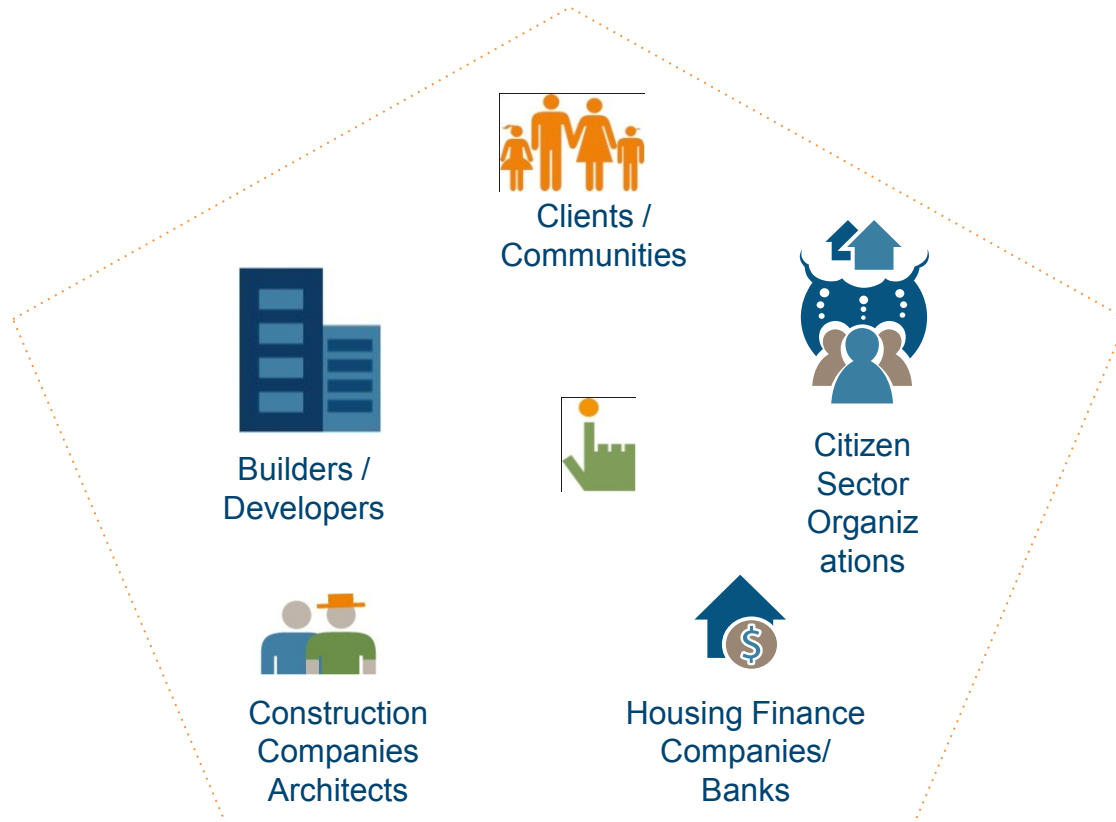 Clients /
Communities
Builders /
Developers
Citizen
Sector
Organiz
ations
$
Construction
Companies
Architects
Housing Finance
Companies/
Banks